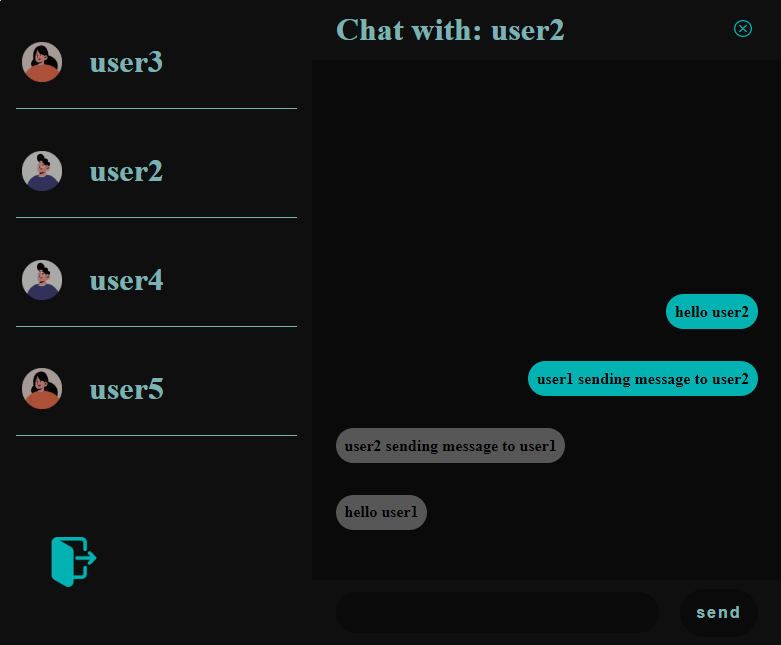 user3
user2
user4
user5
Chat with: user2
hello user2
user1 sending message to user2
user2 sending message to user1
hello user1
send